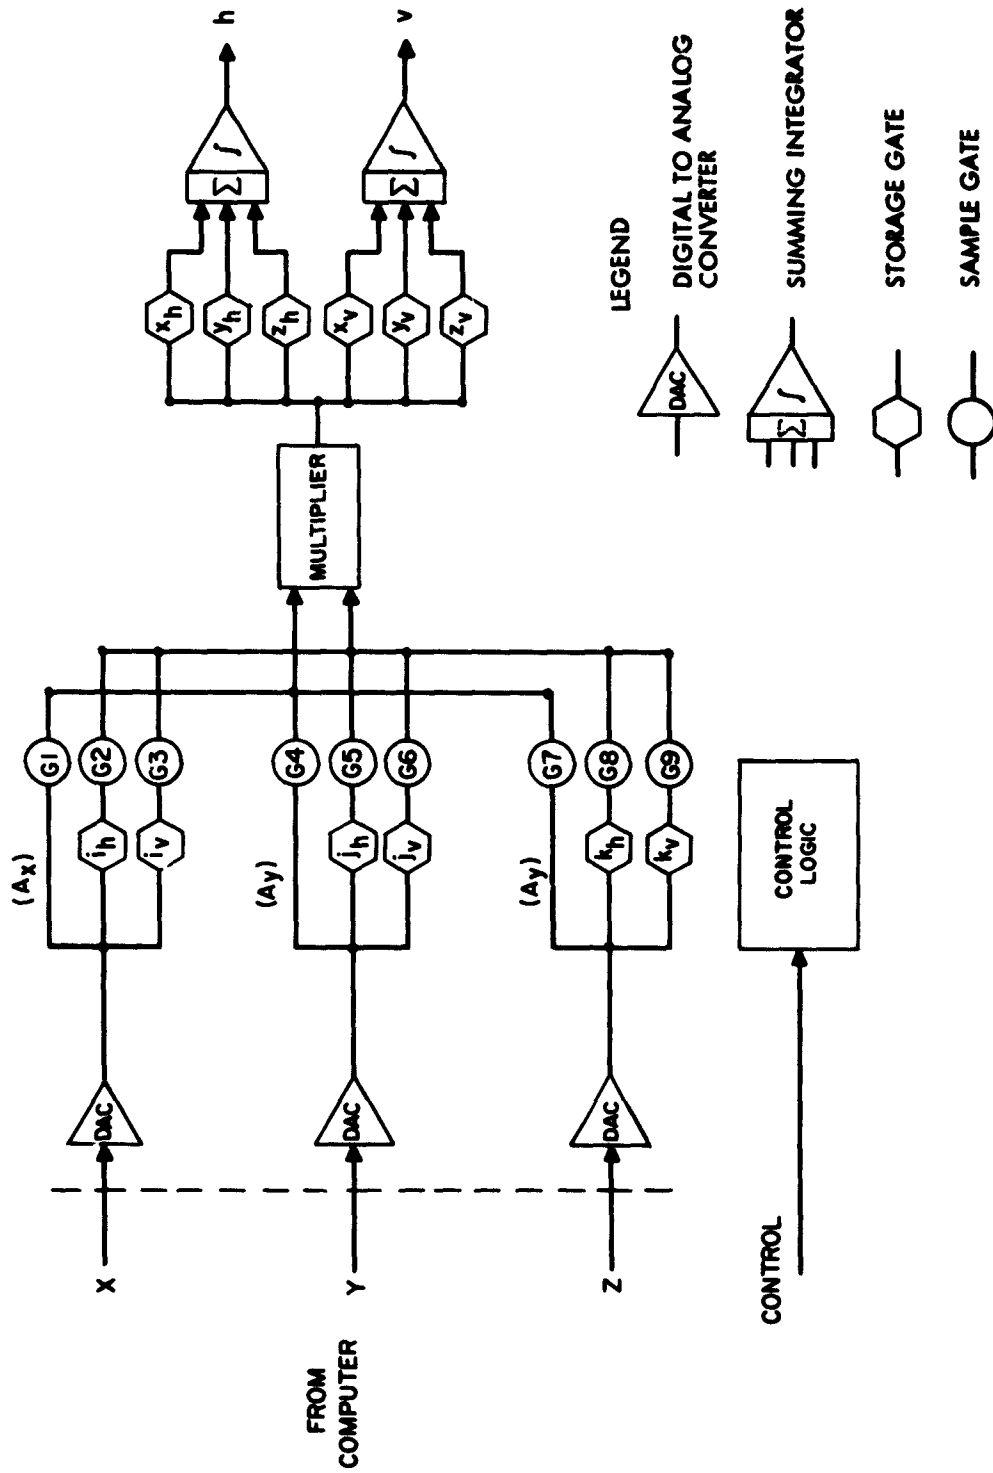 FROM
COMPUTER
X
Y
Z
CONTROL
DAC
DAC
DAC
(Ax)
(Ay)
(Ay)
ih
iv
jh
jv
kh
kv
G1
G2
G3
G4
G5
G6
G7
G8
G9
CONTROL
LOGIC
MULTIPLIER
xh
yh
zh
xv
yv
zv
Σ ∫
Σ ∫
h
v
LEGEND
DAC
DIGITAL TO ANALOG
CONVERTER
Σ ∫
SUMMING INTEGRATOR
STORAGE GATE
SAMPLE GATE